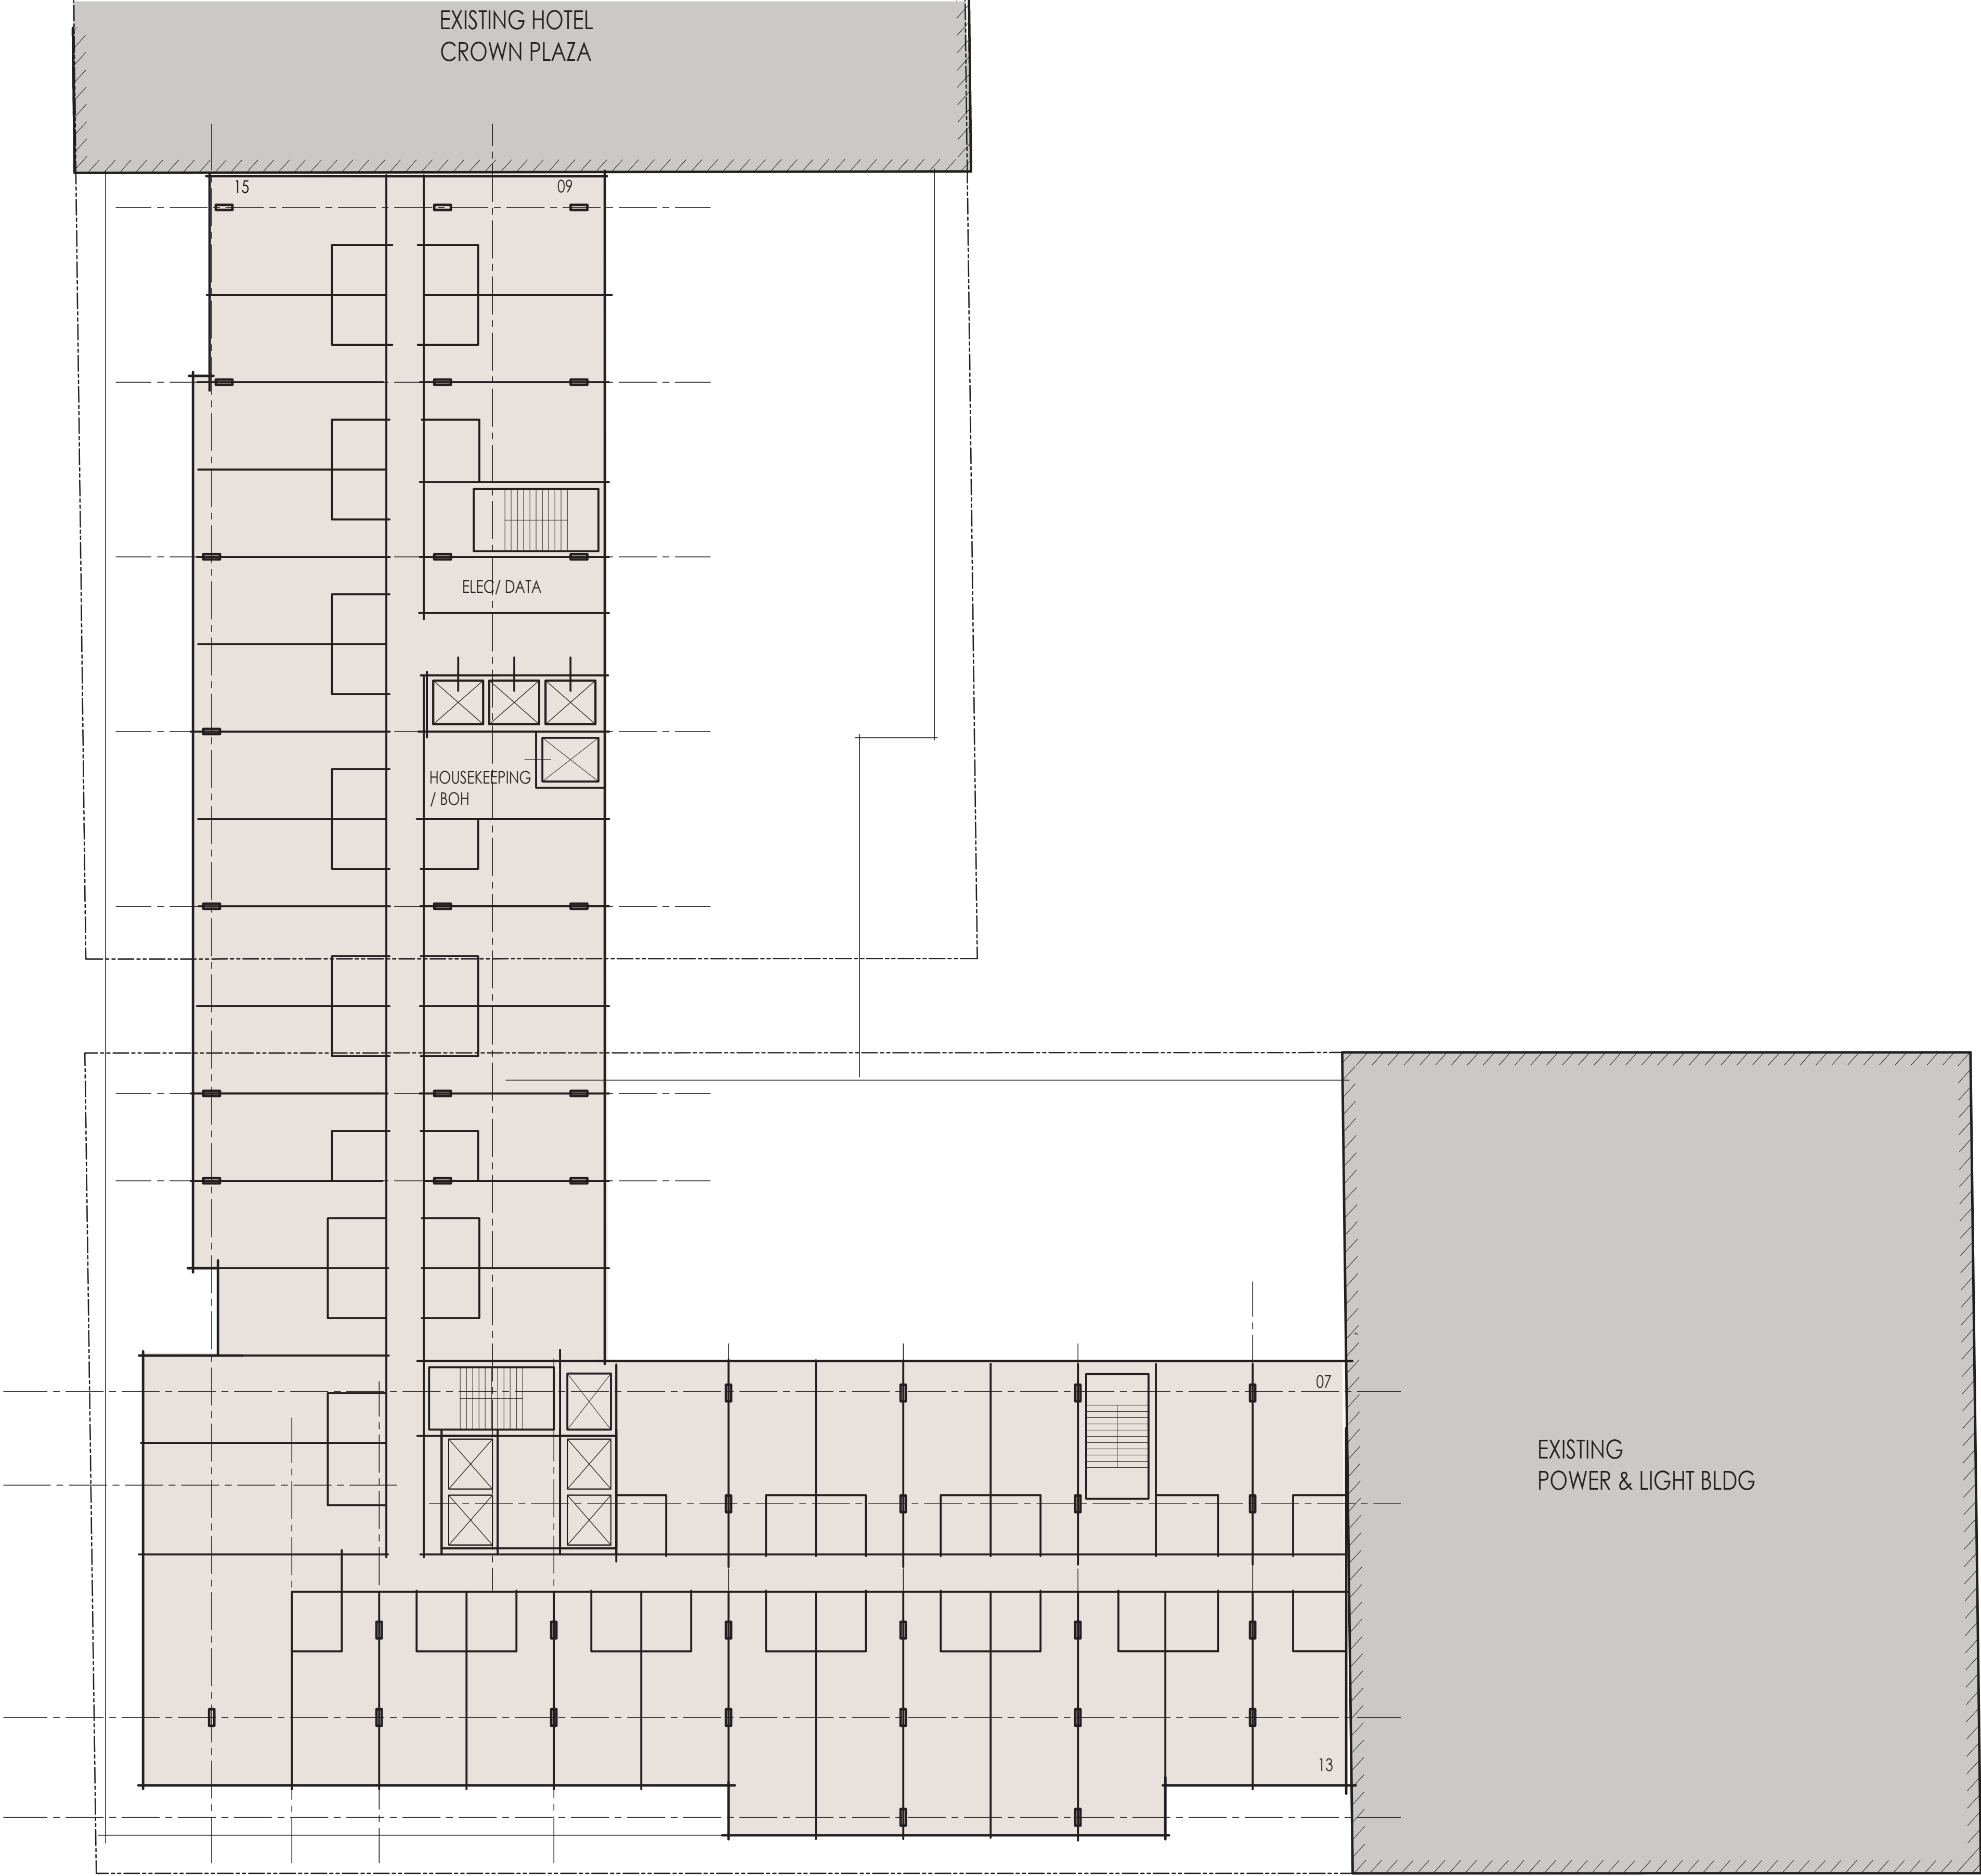 EXISTING HOTEL
CROWN PLAZA
15
09
ELEC/ DATA
HOUSEKEEPING
/ BOH
07
EXISTING
POWER & LIGHT BLDG
13